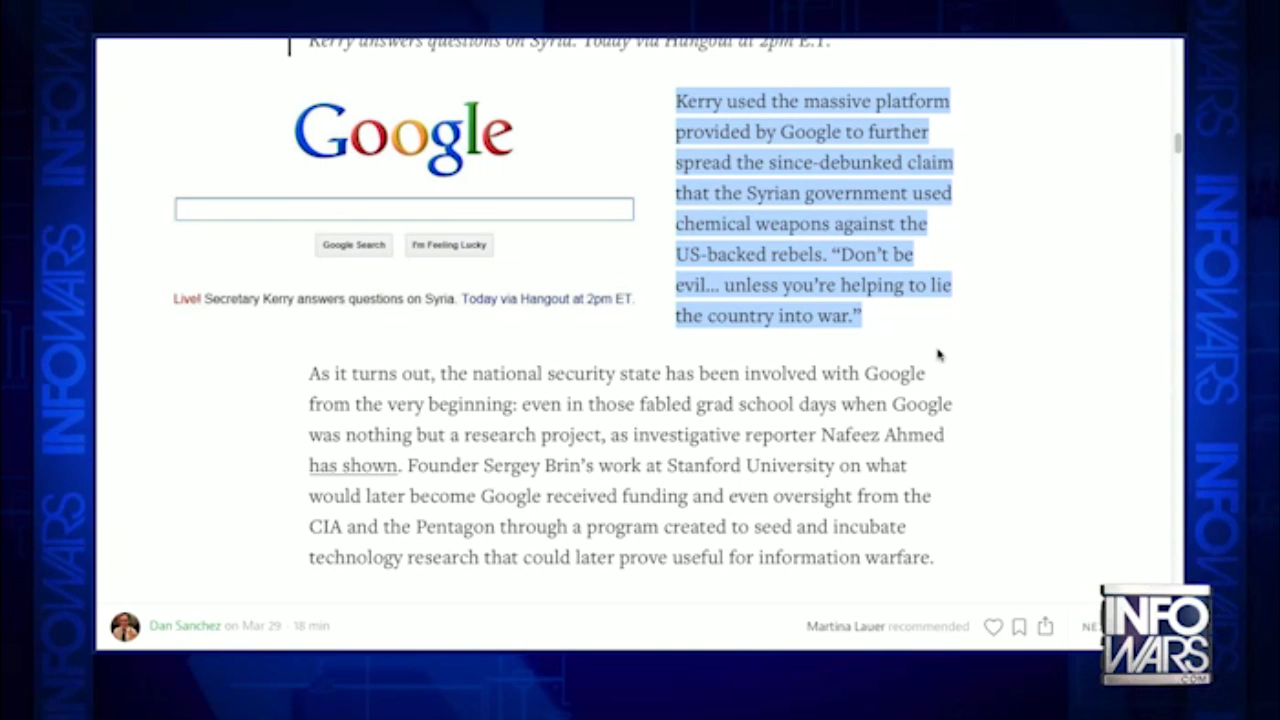 Kerry answers questions on Syria. Today via Hangout at 2pm E.T.
Google
Google Search
I'm Feeling Lucky
Live! Secretary Kerry answers questions on Syria. Today via Hangout at 2pm ET.
Kerry used the massive platform
provided by Google to further
spread the since-debunked claim
that the Syrian government used
chemical weapons against the
US-backed rebels. “Don’t be
evil… unless you’re helping to lie
the country into war.”
As it turns out, the national security state has been involved with Google
from the very beginning: even in those fabled grad school days when Google
was nothing but a research project, as investigative reporter Nafeez Ahmed
has shown. Founder Sergey Brin’s work at Stanford University on what
would later become Google received funding and even oversight from the
CIA and the Pentagon through a program created to seed and incubate
technology research that could later prove useful for information warfare.
Dan Sanchez on Mar 29 · 18 min
Martina Lauer recommended
INFOWARS
INFOWARS
INFOWARS
INFOWARS
INFO
WARS
.COM